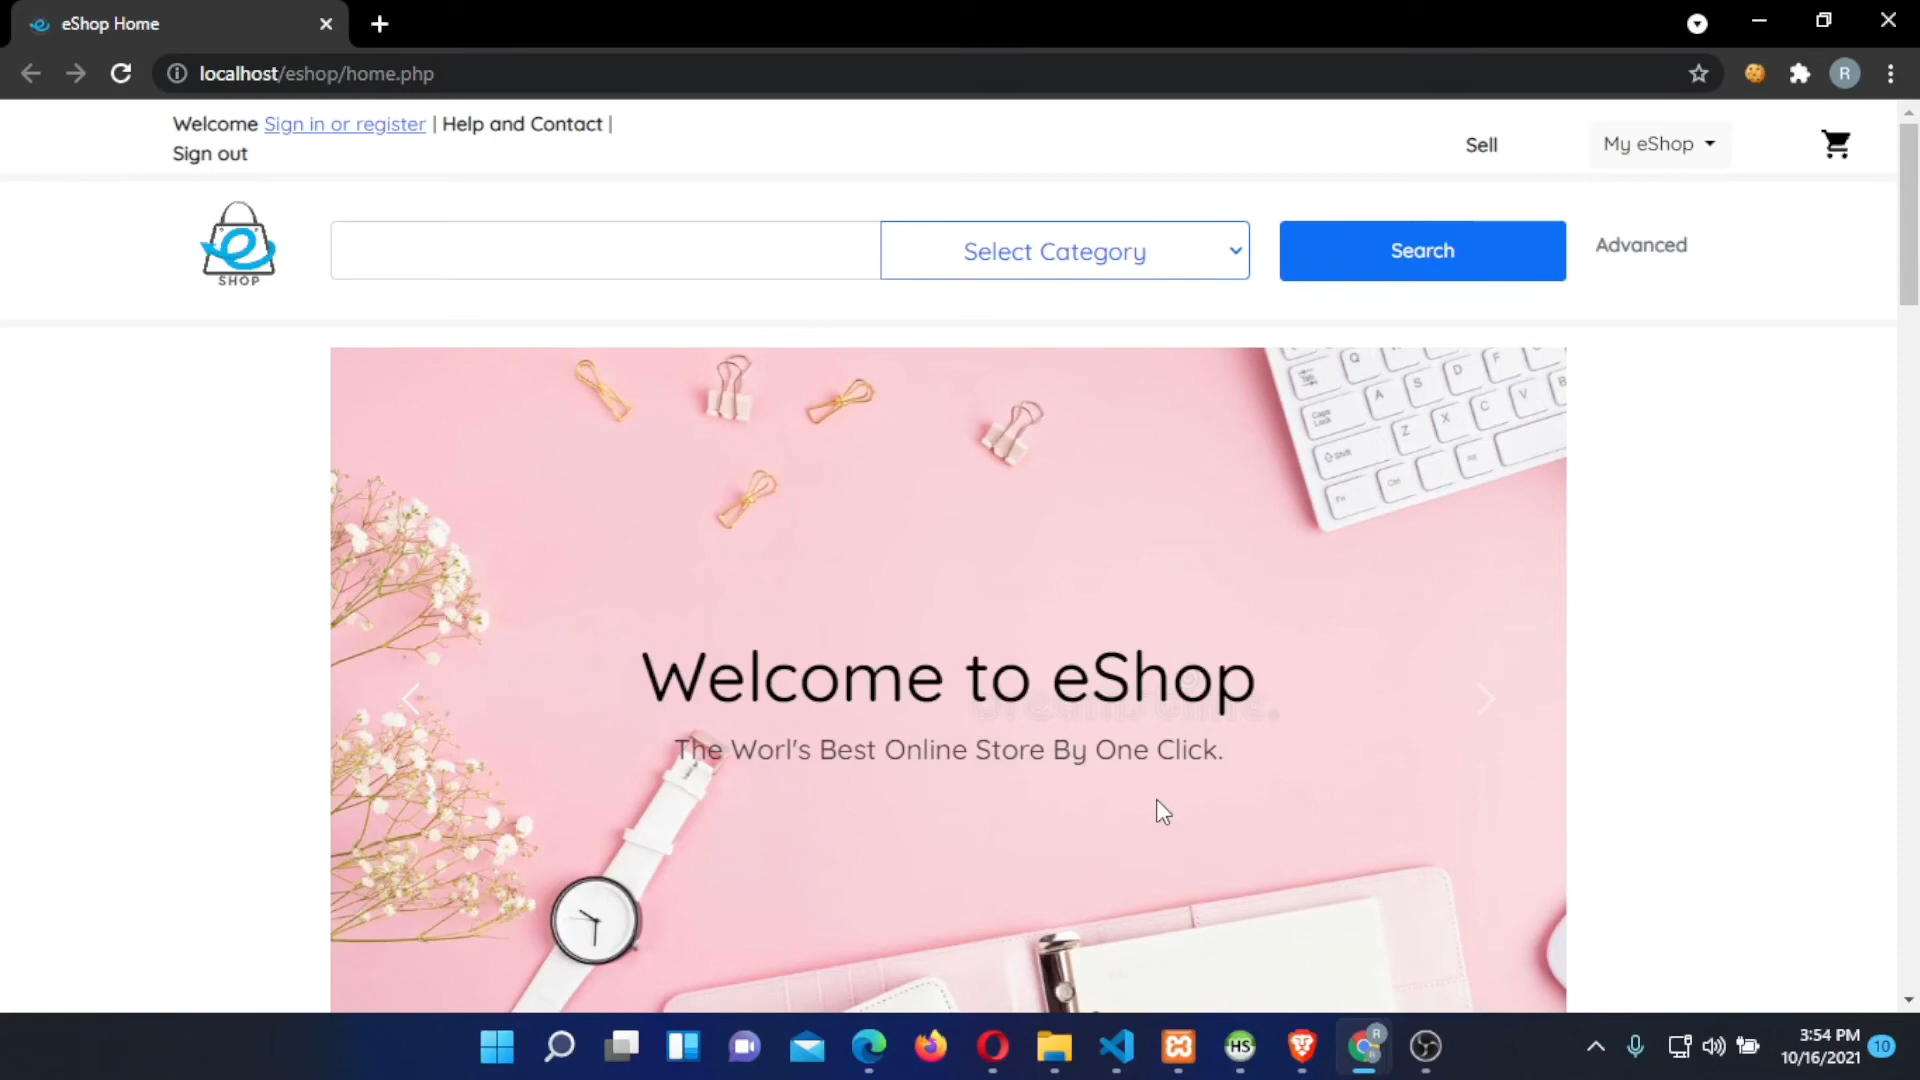 eShop Home
localhost/eshop/home.php
R
Welcome Sign in or register | Help and Contact |
Sign out
Sell
My eShop
SHOP
Select Category
Search
Advanced
Welcome to eShop
The Worl's Best Online Store By One Click.
HS
R
3:54 PM
10/16/2021
10